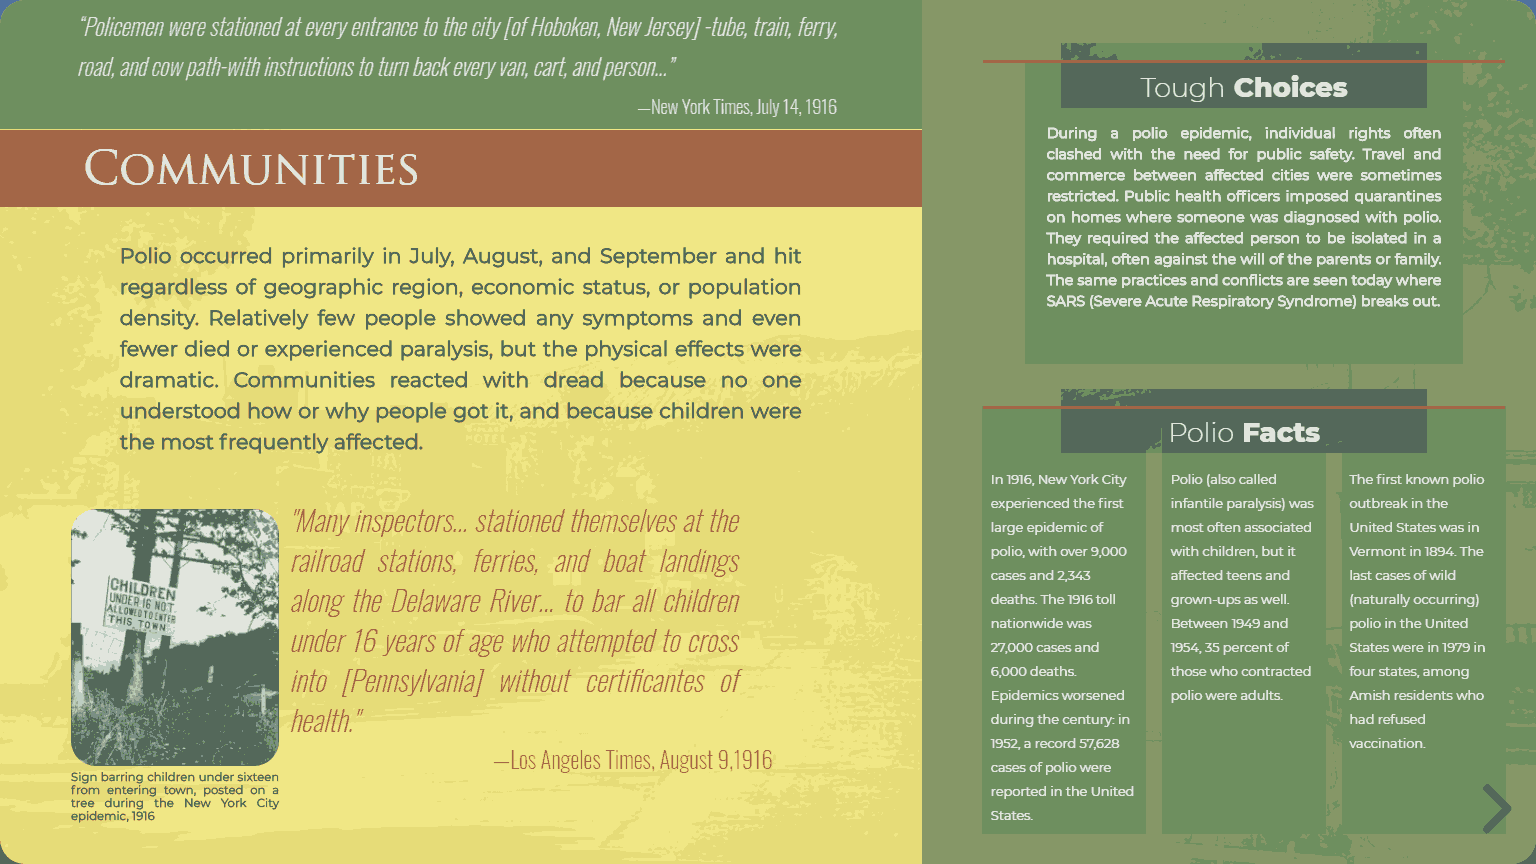 “Policemen were stationed at every entrance to the city [of Hoboken, New Jersey] -tube, train, ferry,
road, and cow path-with instructions to turn back every van, cart, and person...”
—New York Times, July 14, 1916
Communities
Polio occurred primarily in July, August, and September and hit
regardless of geographic region, economic status, or population
density. Relatively few people showed any symptoms and even
fewer died or experienced paralysis, but the physical effects were
dramatic. Communities reacted with dread because no one
understood how or why people got it, and because children were
the most frequently affected.
CHILDREN
UNDER 16 NOT
ALLOWED TO ENTER
THIS TOWN
Sign barring children under sixteen
from entering town, posted on a
tree during the New York City
epidemic, 1916
"Many inspectors... stationed themselves at the
railroad stations, ferries, and boat landings
along the Delaware River... to bar all children
under 16 years of age who attempted to cross
into [Pennsylvania] without certificantes of
health."
—Los Angeles Times, August 9,1916
Tough Choices
During a polio epidemic, individual rights often
clashed with the need for public safety. Travel and
commerce between affected cities were sometimes
restricted. Public health officers imposed quarantines
on homes where someone was diagnosed with polio.
They required the affected person to be isolated in a
hospital, often against the will of the parents or family.
The same practices and conflicts are seen today where
SARS (Severe Acute Respiratory Syndrome) breaks out.
Polio Facts
In 1916, New York City
experienced the first
large epidemic of
polio, with over 9,000
cases and 2,343
deaths. The 1916 toll
nationwide was
27,000 cases and
6,000 deaths.
Epidemics worsened
during the century: in
1952, a record 57,628
cases of polio were
reported in the United
States.
Polio (also called
infantile paralysis) was
most often associated
with children, but it
affected teens and
grown-ups as well.
Between 1949 and
1954, 35 percent of
those who contracted
polio were adults.
The first known polio
outbreak in the
United States was in
Vermont in 1894. The
last cases of wild
(naturally occurring)
polio in the United
States were in 1979 in
four states, among
Amish residents who
had refused
vaccination.